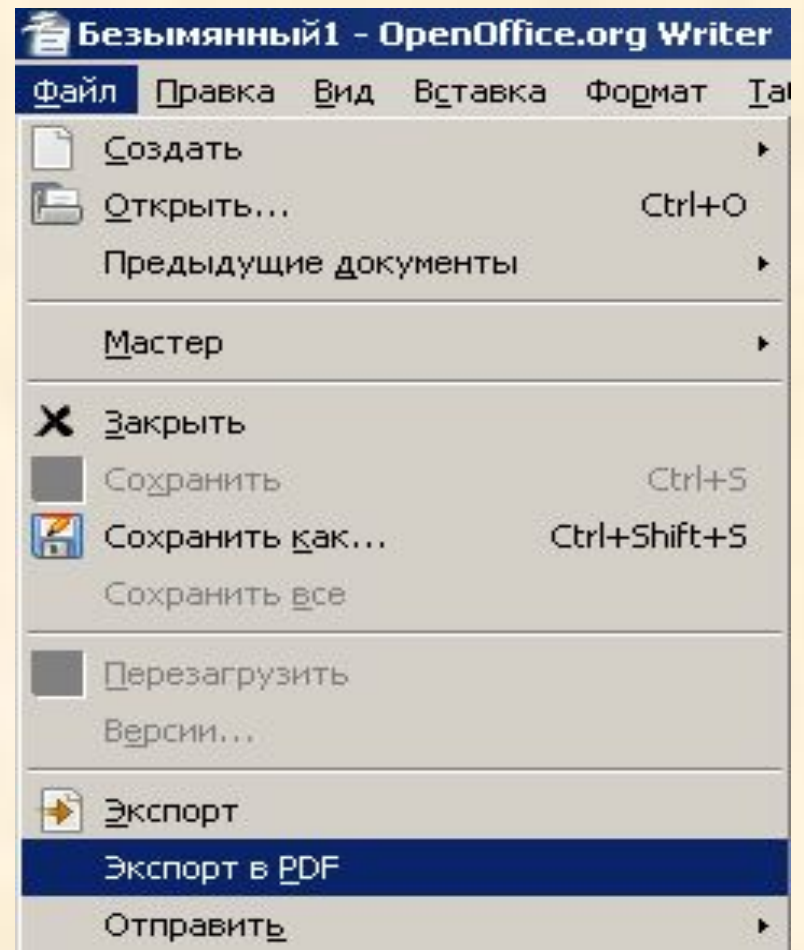 Безымянный1 - OpenOffice.org Writer
Файл Правка Вид Вставка Формат
Создать
Открыть... Ctrl+O
Предыдущие документы
Мастер
Закрыть
Сохранить Ctrl+S
Сохранить как... Ctrl+Shift+S
Сохранить все
Перезагрузить
Версии...
Экспорт
Экспорт в PDF
Отправить